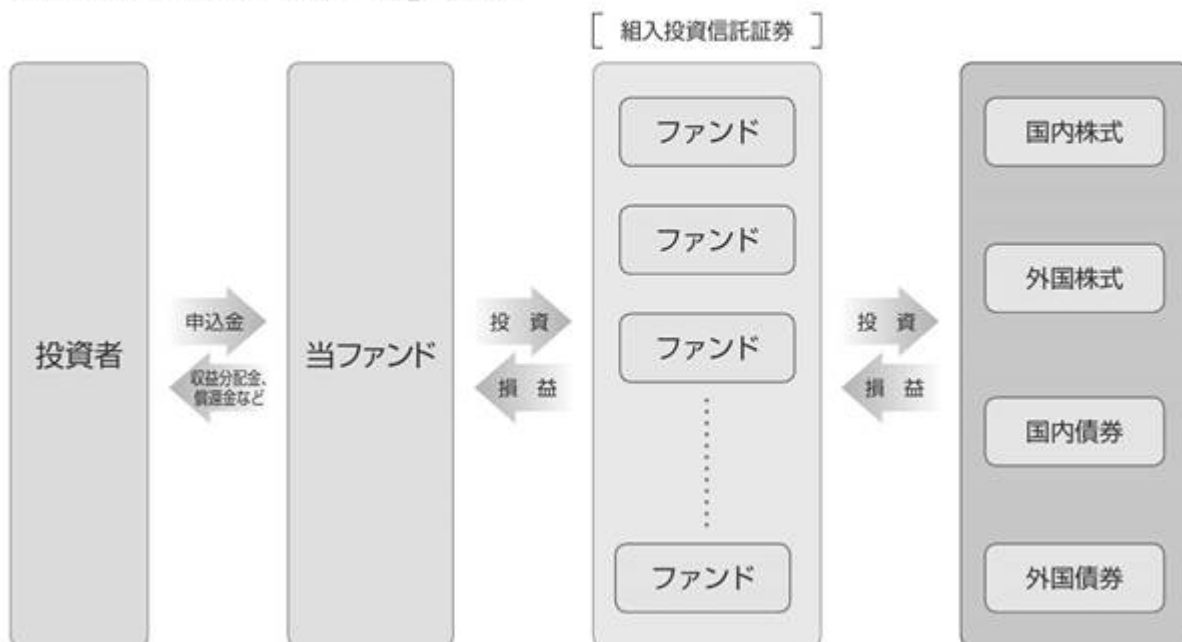 [組入投資信託証券]
投資者
申込金
収益分配金、
償還金など
当ファンド
投 資
損 益
ファンド
ファンド
ファンド
ファンド
投 資
損 益
国内株式
外国株式
国内債券
外国債券